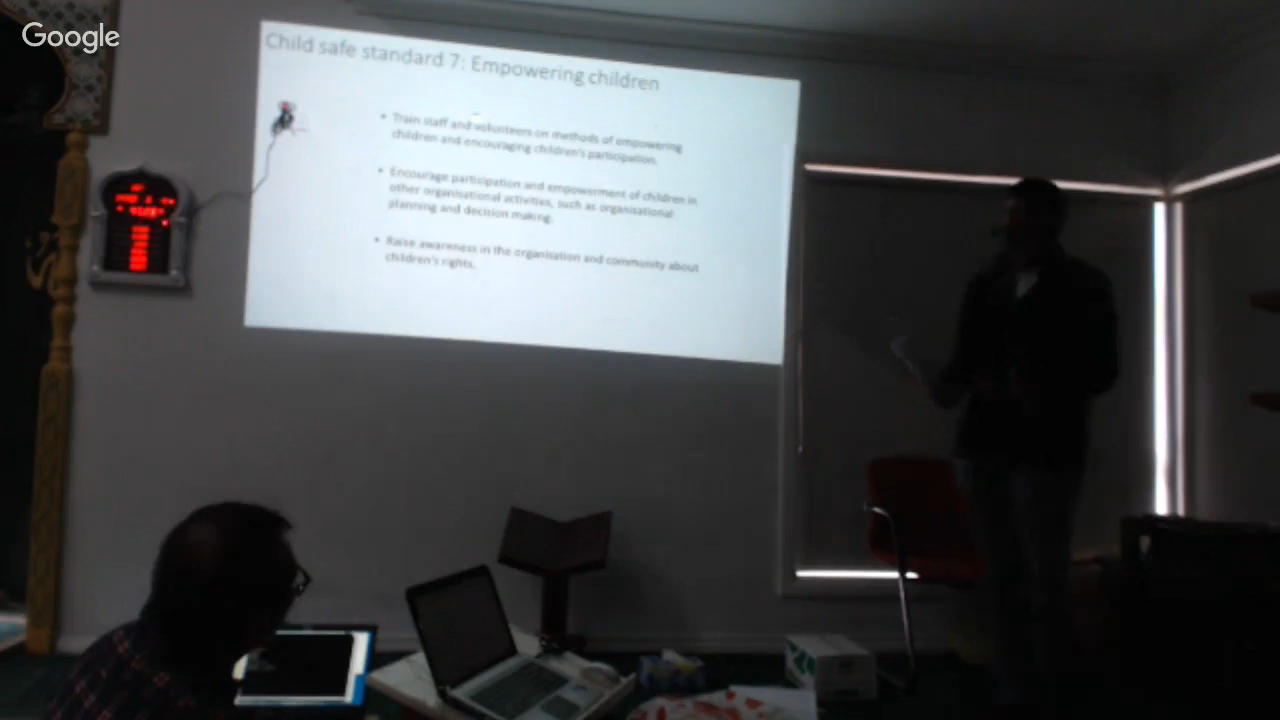 Google
Child safe standard 7: Empowering children
• Train staff and volunteers on methods of empowering
children and encouraging children's participation.
• Encourage participation and empowerment of children in
other organisational activities, such as organisational
planning and decision making.
• Raise awareness in the organisation and community about
children's rights.